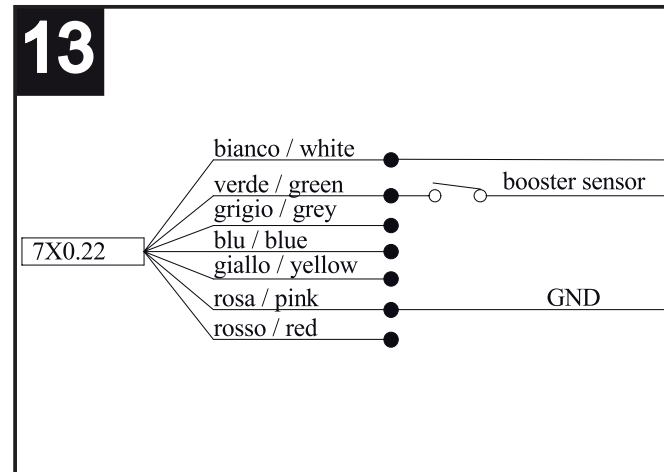 13
bianco / white
verde / green
booster sensor
grigio / grey
7X0.22
blu / blue
giallo / yellow
rosa / pink
GND
rosso / red